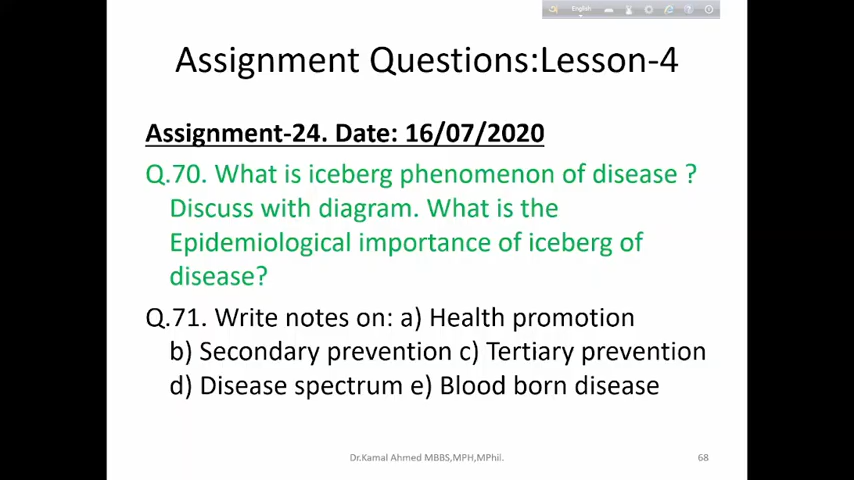 English
Assignment Questions:Lesson-4
Assignment-24. Date: 16/07/2020
Q.70. What is iceberg phenomenon of disease ?
Discuss with diagram. What is the
Epidemiological importance of iceberg of
disease?
Q.71. Write notes on: a) Health promotion
b) Secondary prevention c) Tertiary prevention
d) Disease spectrum e) Blood born disease
Dr.Kamal Ahmed MBBS,MPH,MPhil.
68